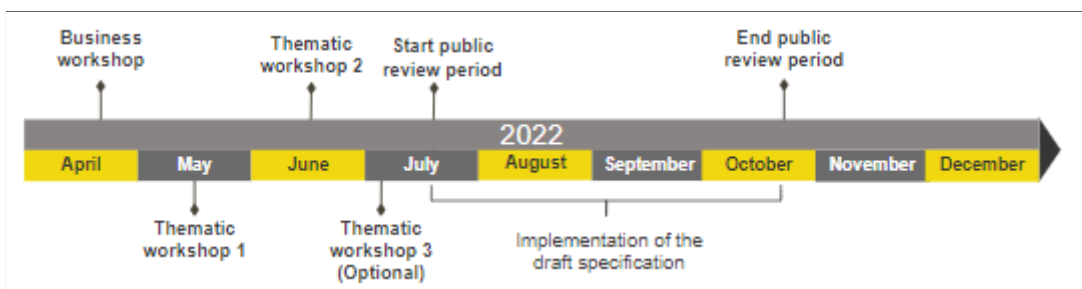 Business
workshop
Thematic
workshop 2
Start public
review period
End public
review period
2022
April May June July August September October November December
Thematic
workshop 1
Thematic
workshop 3
(Optional)
Implementation of the
draft specification